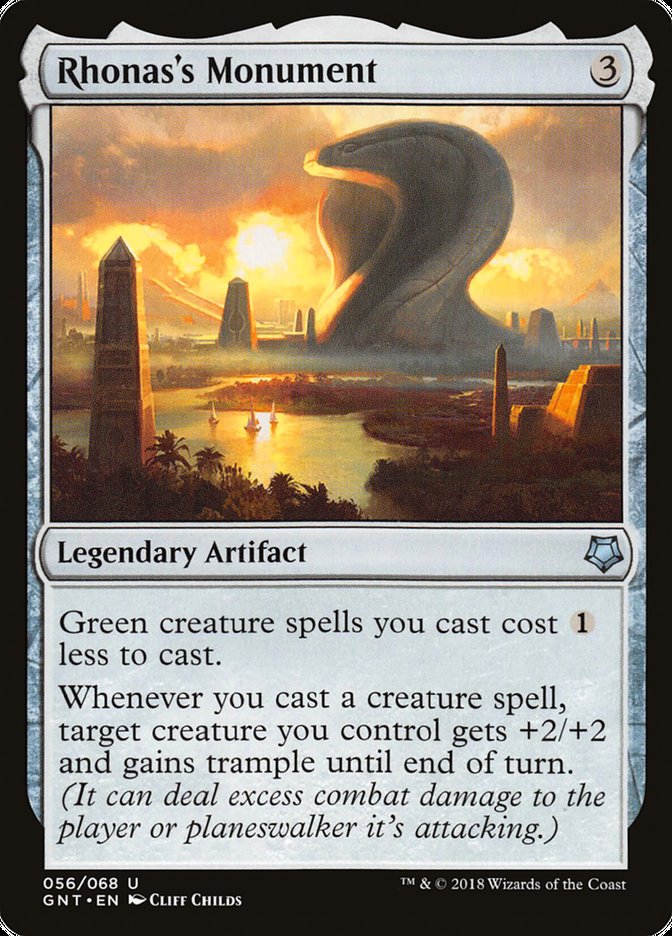 Rhonas's Monument 3
Legendary Artifact
Green creature spells you cast cost 1
less to cast.
Whenever you cast a creature spell,
target creature you control gets +2/+2
and gains trample until end of turn.
(It can deal excess combat damage to the
player or planeswalker it's attacking.)
056/068 U
GNT • EN Cliff Childs
™ & © 2018 Wizards of the Coast